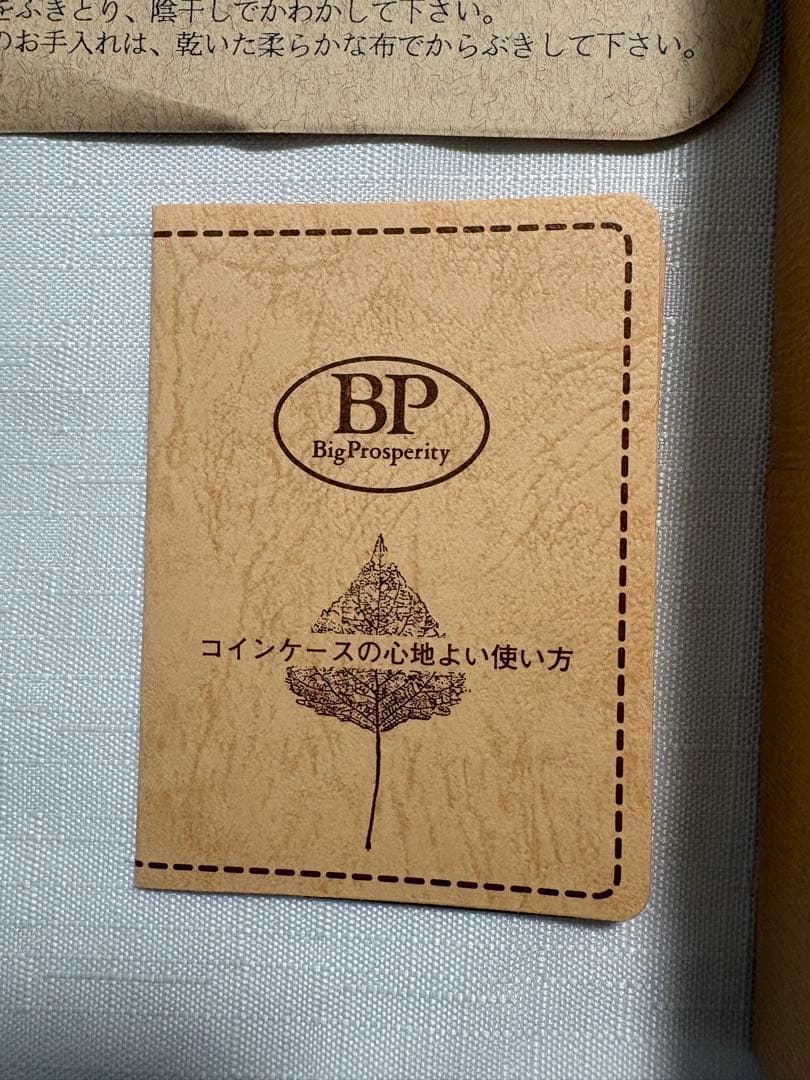 をふきとり、陰干しでかわかして下さい。
のお手入れは、乾いた柔らかな布でからぶきして下さい。
BP
BigProsperity
コインケースの心地よい使い方